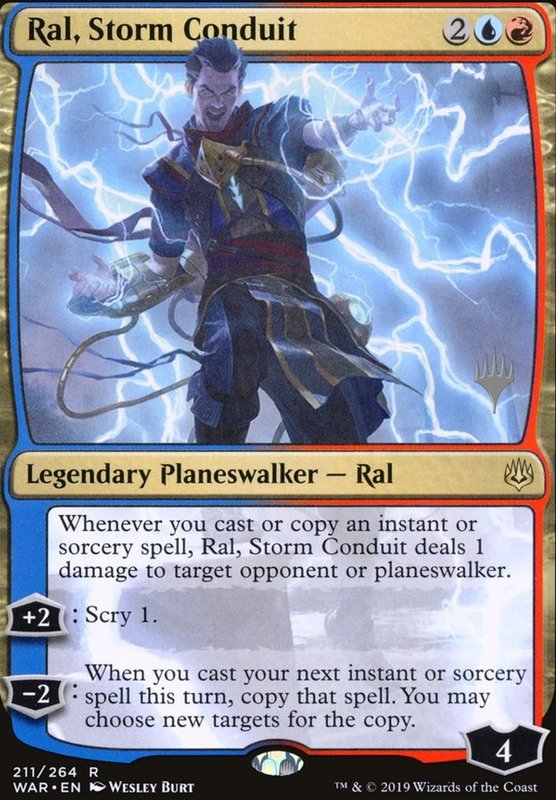 Ral, Storm Conduit 2
Legendary Planeswalker — Ral
Whenever you cast or copy an instant or
sorcery spell, Ral, Storm Conduit deals 1
damage to target opponent or planeswalker.
+2 : Scry 1.
When you cast your next instant or sorcery
−2 : spell this turn, copy that spell. You may
choose new targets for the copy.
4
211/264 R
WAR • EN Wesley Burt
™ & © 2019 Wizards of the Coast